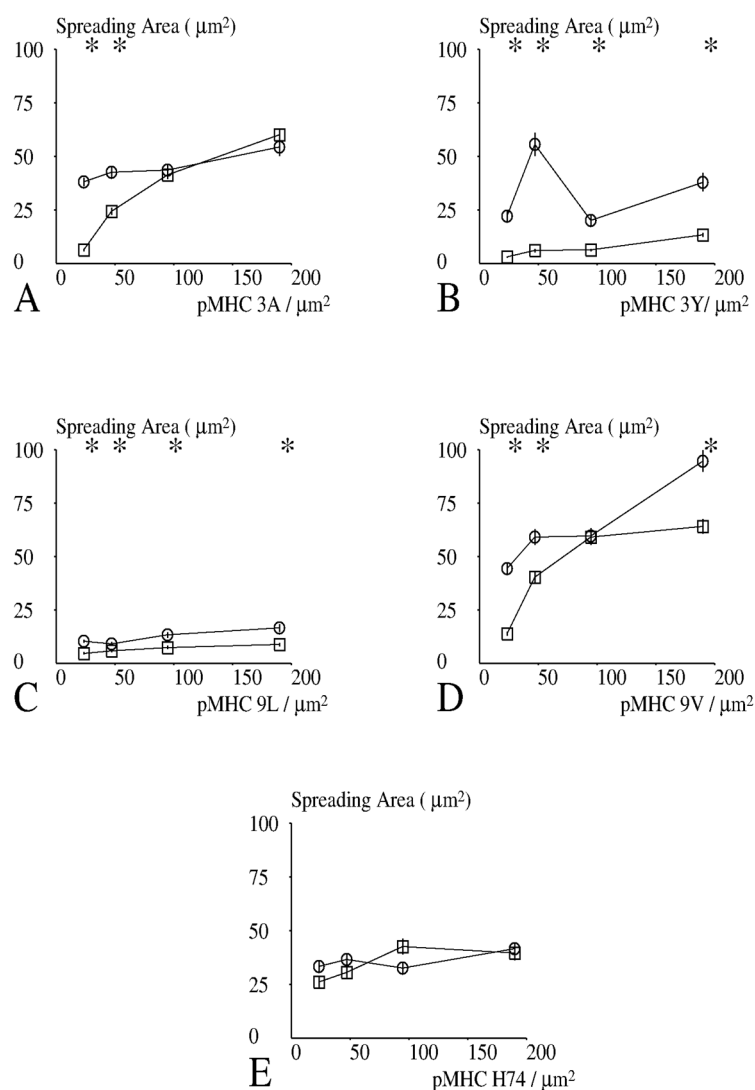 Spreading Area ( μm²)
* *
100
75
50
25
0
0 50 100 150 200
A
pMHC 3A / μm²
Spreading Area ( μm²)
* * * *
100
75
50
25
0
0 50 100 150 200
B
pMHC 3Y/ μm²
Spreading Area ( μm²)
* * * *
100
75
50
25
0
0 50 100 150 200
C
pMHC 9L / μm²
Spreading Area ( μm²)
* * *
100
75
50
25
0
0 50 100 150 200
D
pMHC 9V / μm²
Spreading Area ( μm²)
100
75
50
25
0
0 50 100 150 200
E
pMHC H74 / μm²